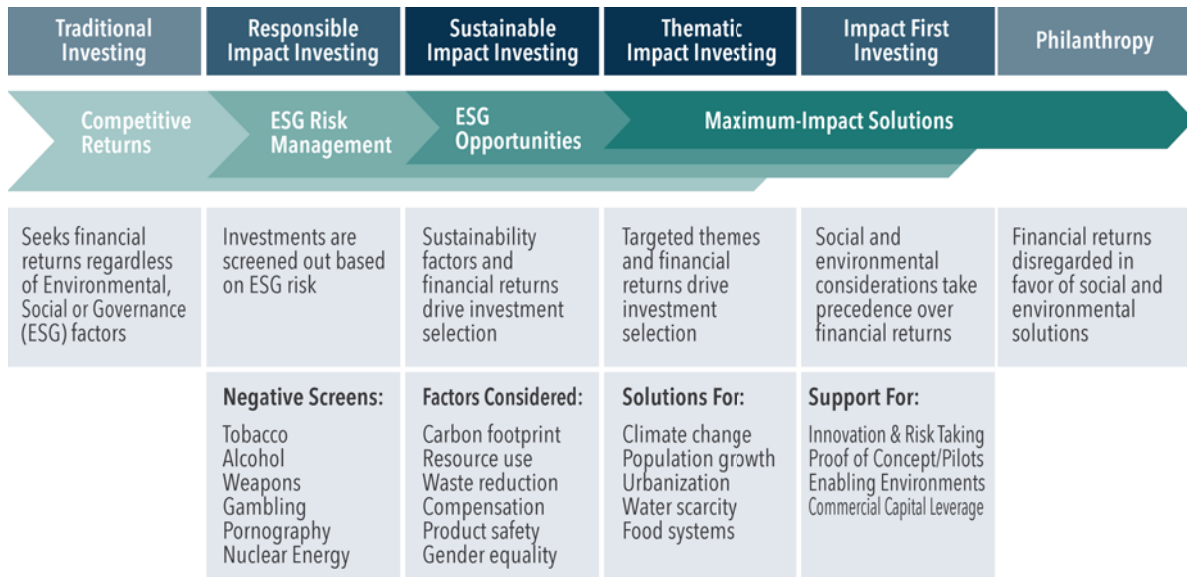 Traditional
Investing
Responsible
Impact Investing
Sustainable
Impact Investing
Thematic
Impact Investing
Impact First
Investing
Philanthropy
Competitive
Returns
ESG Risk
Management
ESG
Opportunities
Maximum-Impact Solutions
Seeks financial
returns regardless
of Environmental,
Social or Governance
(ESG) factors
Investments are
screened out based
on ESG risk
Sustainability
factors and
financial returns
drive investment
selection
Targeted themes
and financial
returns drive
investment
selection
Social and
environmental
considerations take
precedence over
financial returns
Financial returns
disregarded in
favor of social and
environmental
solutions
Negative Screens:
Tobacco
Alcohol
Weapons
Gambling
Pornography
Nuclear Energy
Factors Considered:
Carbon footprint
Resource use
Waste reduction
Compensation
Product safety
Gender equality
Solutions For:
Climate change
Population growth
Urbanization
Water scarcity
Food systems
Support For:
Innovation & Risk Taking
Proof of Concept/Pilots
Enabling Environments
Commercial Capital Leverage